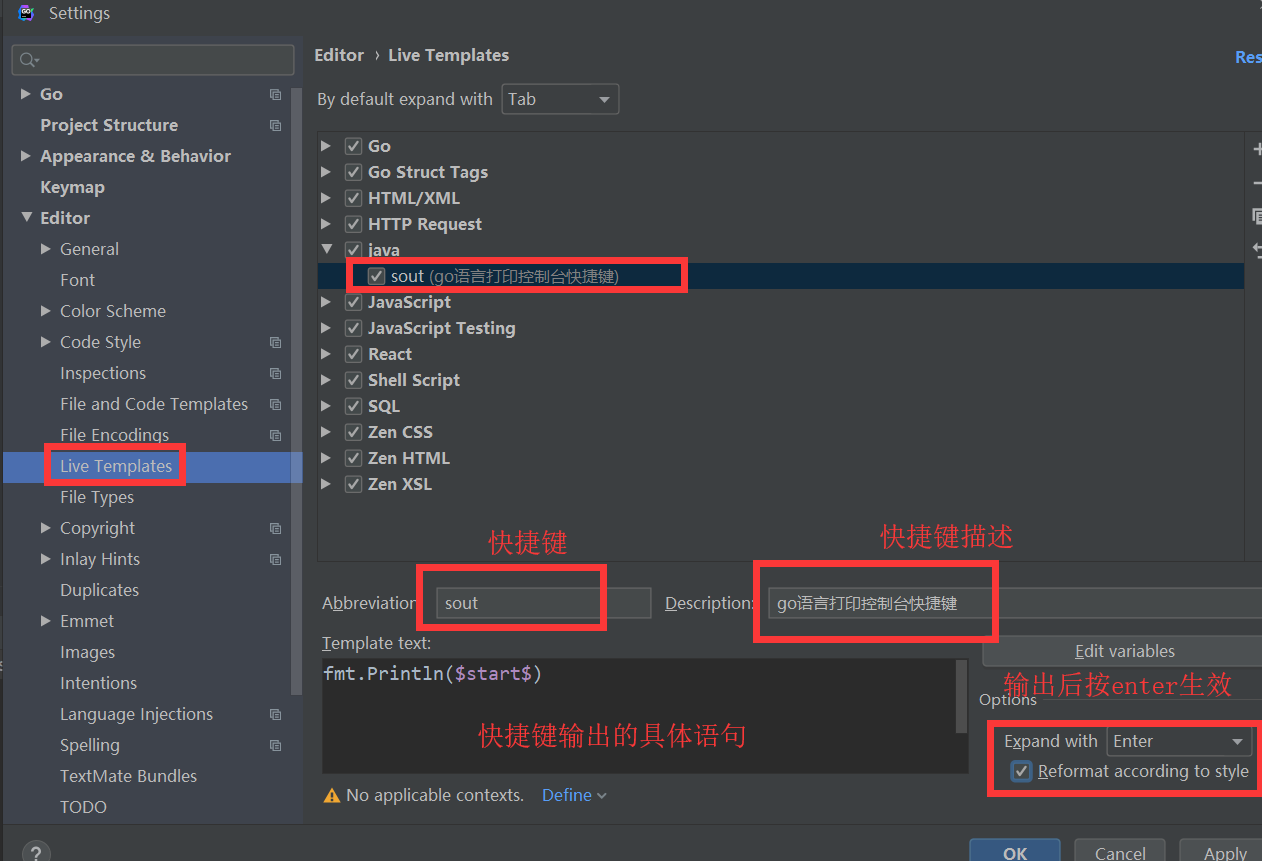 Settings
Editor › Live Templates
Res
By default expand with Tab
Go
Project Structure
Appearance & Behavior
Keymap
Editor
General
Font
Color Scheme
Code Style
Inspections
File and Code Templates
File Encodings
Live Templates
File Types
Copyright
Inlay Hints
Duplicates
Emmet
Images
Intentions
Language Injections
Spelling
TextMate Bundles
TODO
Go
Go Struct Tags
HTML/XML
HTTP Request
java
sout (go语言打印控制台快捷键)
JavaScript
JavaScript Testing
React
Shell Script
SQL
Zen CSS
Zen HTML
Zen XSL
快捷键
快捷键描述
Abbreviation sout Description: go语言打印控制台快捷键
Template text:
fmt.Println($start$)
快捷键输出的具体语句
Edit variables
输出后按enter生效
Options
Expand with Enter
Reformat according to style
No applicable contexts. Define
? OK Cancel Apply